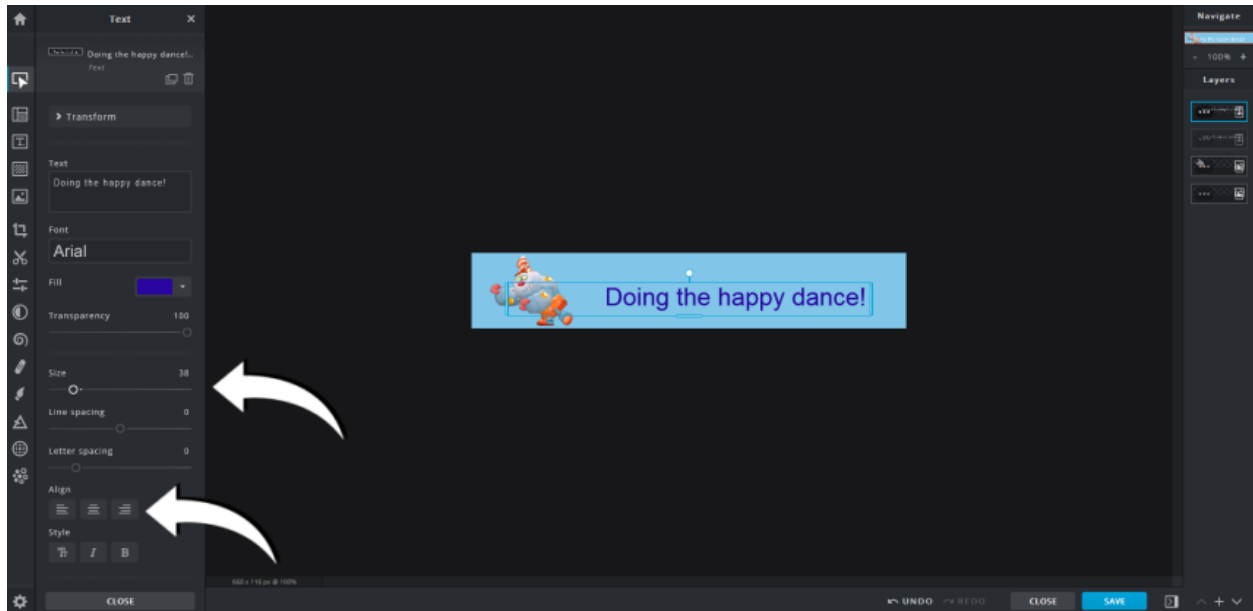 Text
Doing the happy dance!..
Text
Transform
Text
Doing the happy dance!
Font
Arial
Fill
Transparency 100
Size 38
Line spacing 0
Letter spacing 0
Align
Style
T I B
CLOSE
Doing the happy dance!
Navigate
- 100% +
Layers
UNDO REDO CLOSE SAVE